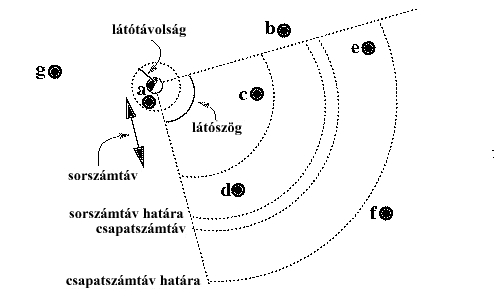 látótávolság
b
e
g
a
c
látószög
sorszámtáv
d
sorszámtáv határa
csapatszámtáv
f
csapatszámtáv határa